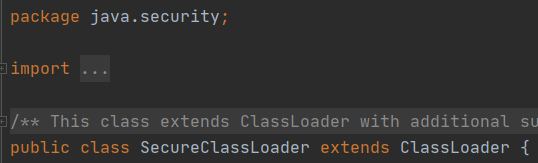 package java.security;
import ...
/** This class extends ClassLoader with additional su
public class SecureClassLoader extends ClassLoader {